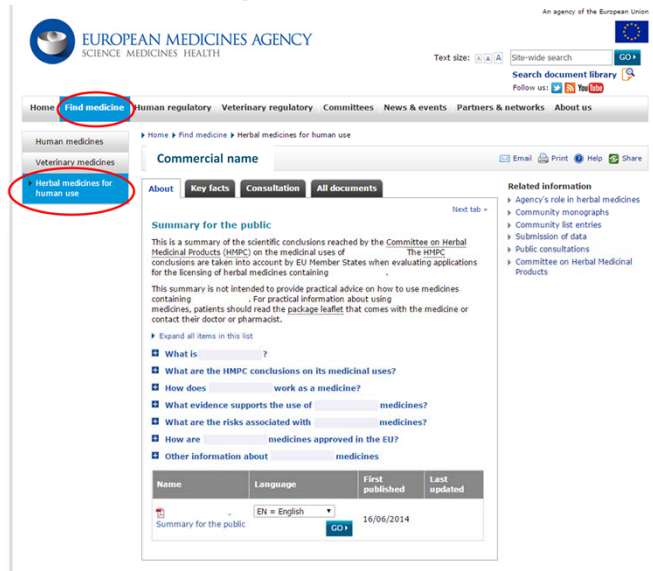 An agency of the European Union
EUROPEAN MEDICINES AGENCY
SCIENCE MEDICINES HEALTH
Text size: A A A
Site-wide search
GO
Search document library
Follow us:
You Tube
Home
Find medicine
Human regulatory
Veterinary regulatory
Committees
News & events
Partners & networks
About us
Human medicines
Veterinary medicines
Herbal medicines for
human use
Home Find medicine Herbal medicines for human use
Commercial name
Email Print Help Share
About
Key facts
Consultation
All documents
Next tab »
Summary for the public
This is a summary of the scientific conclusions reached by the Committee on Herbal
Medicinal Products (HMPC) on the medicinal uses of The HMPC
conclusions are taken into account by EU Member States when evaluating applications
for the licensing of herbal medicines containing .
This summary is not intended to provide practical advice on how to use medicines
containing . For practical information about using
medicines, patients should read the package leaflet that comes with the medicine or
contact their doctor or pharmacist.
Expand all items in this list
What is ?
What are the HMPC conclusions on its medicinal uses?
How does work as a medicine?
What evidence supports the use of medicines?
What are the risks associated with medicines?
How are medicines approved in the EU?
Other information about medicines
Name Language First published Last updated
- Summary for the public
EN = English
GO
16/06/2014
Related information
Agency's role in herbal medicines
Community monographs
Community list entries
Submission of data
Public consultations
Committee on Herbal Medicinal
Products